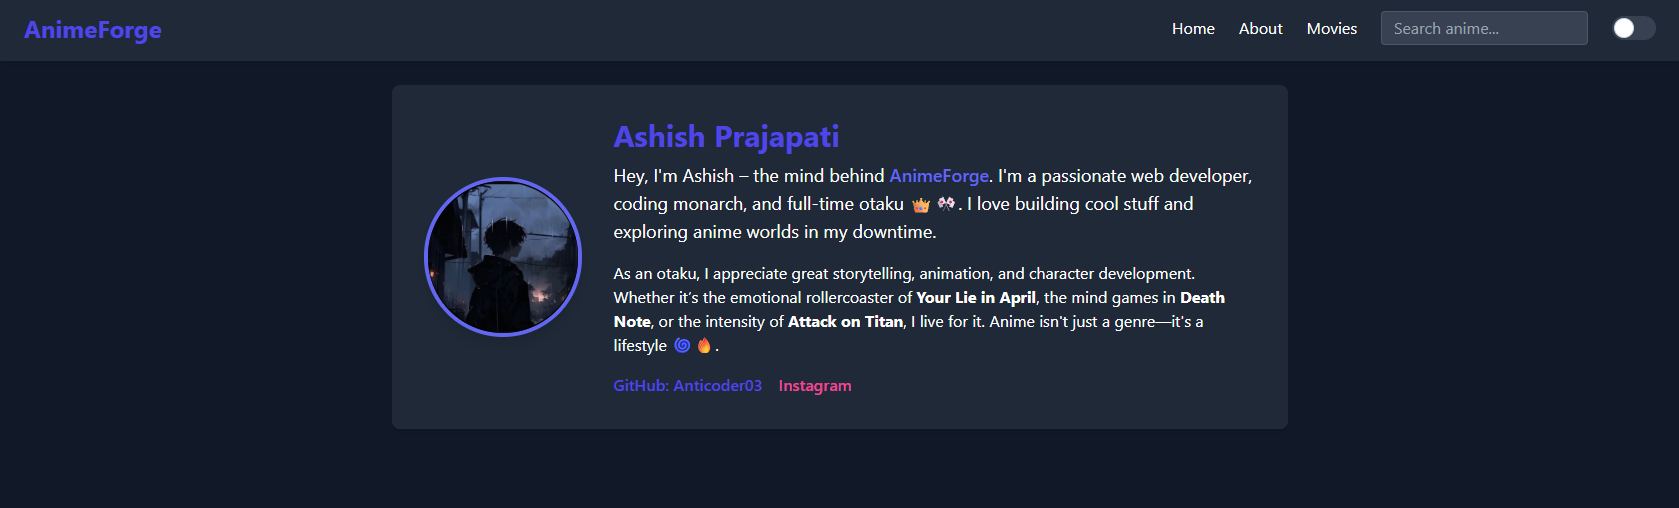 AnimeForge
Home About Movies Search anime...
Ashish Prajapati
Hey, I'm Ashish – the mind behind AnimeForge. I'm a passionate web developer,
coding monarch, and full-time otaku 👑 🎌. I love building cool stuff and
exploring anime worlds in my downtime.
As an otaku, I appreciate great storytelling, animation, and character development.
Whether it’s the emotional rollercoaster of Your Lie in April, the mind games in Death
Note, or the intensity of Attack on Titan, I live for it. Anime isn't just a genre—it's a
lifestyle 🌀 🔥.
GitHub: Anticoder03 Instagram